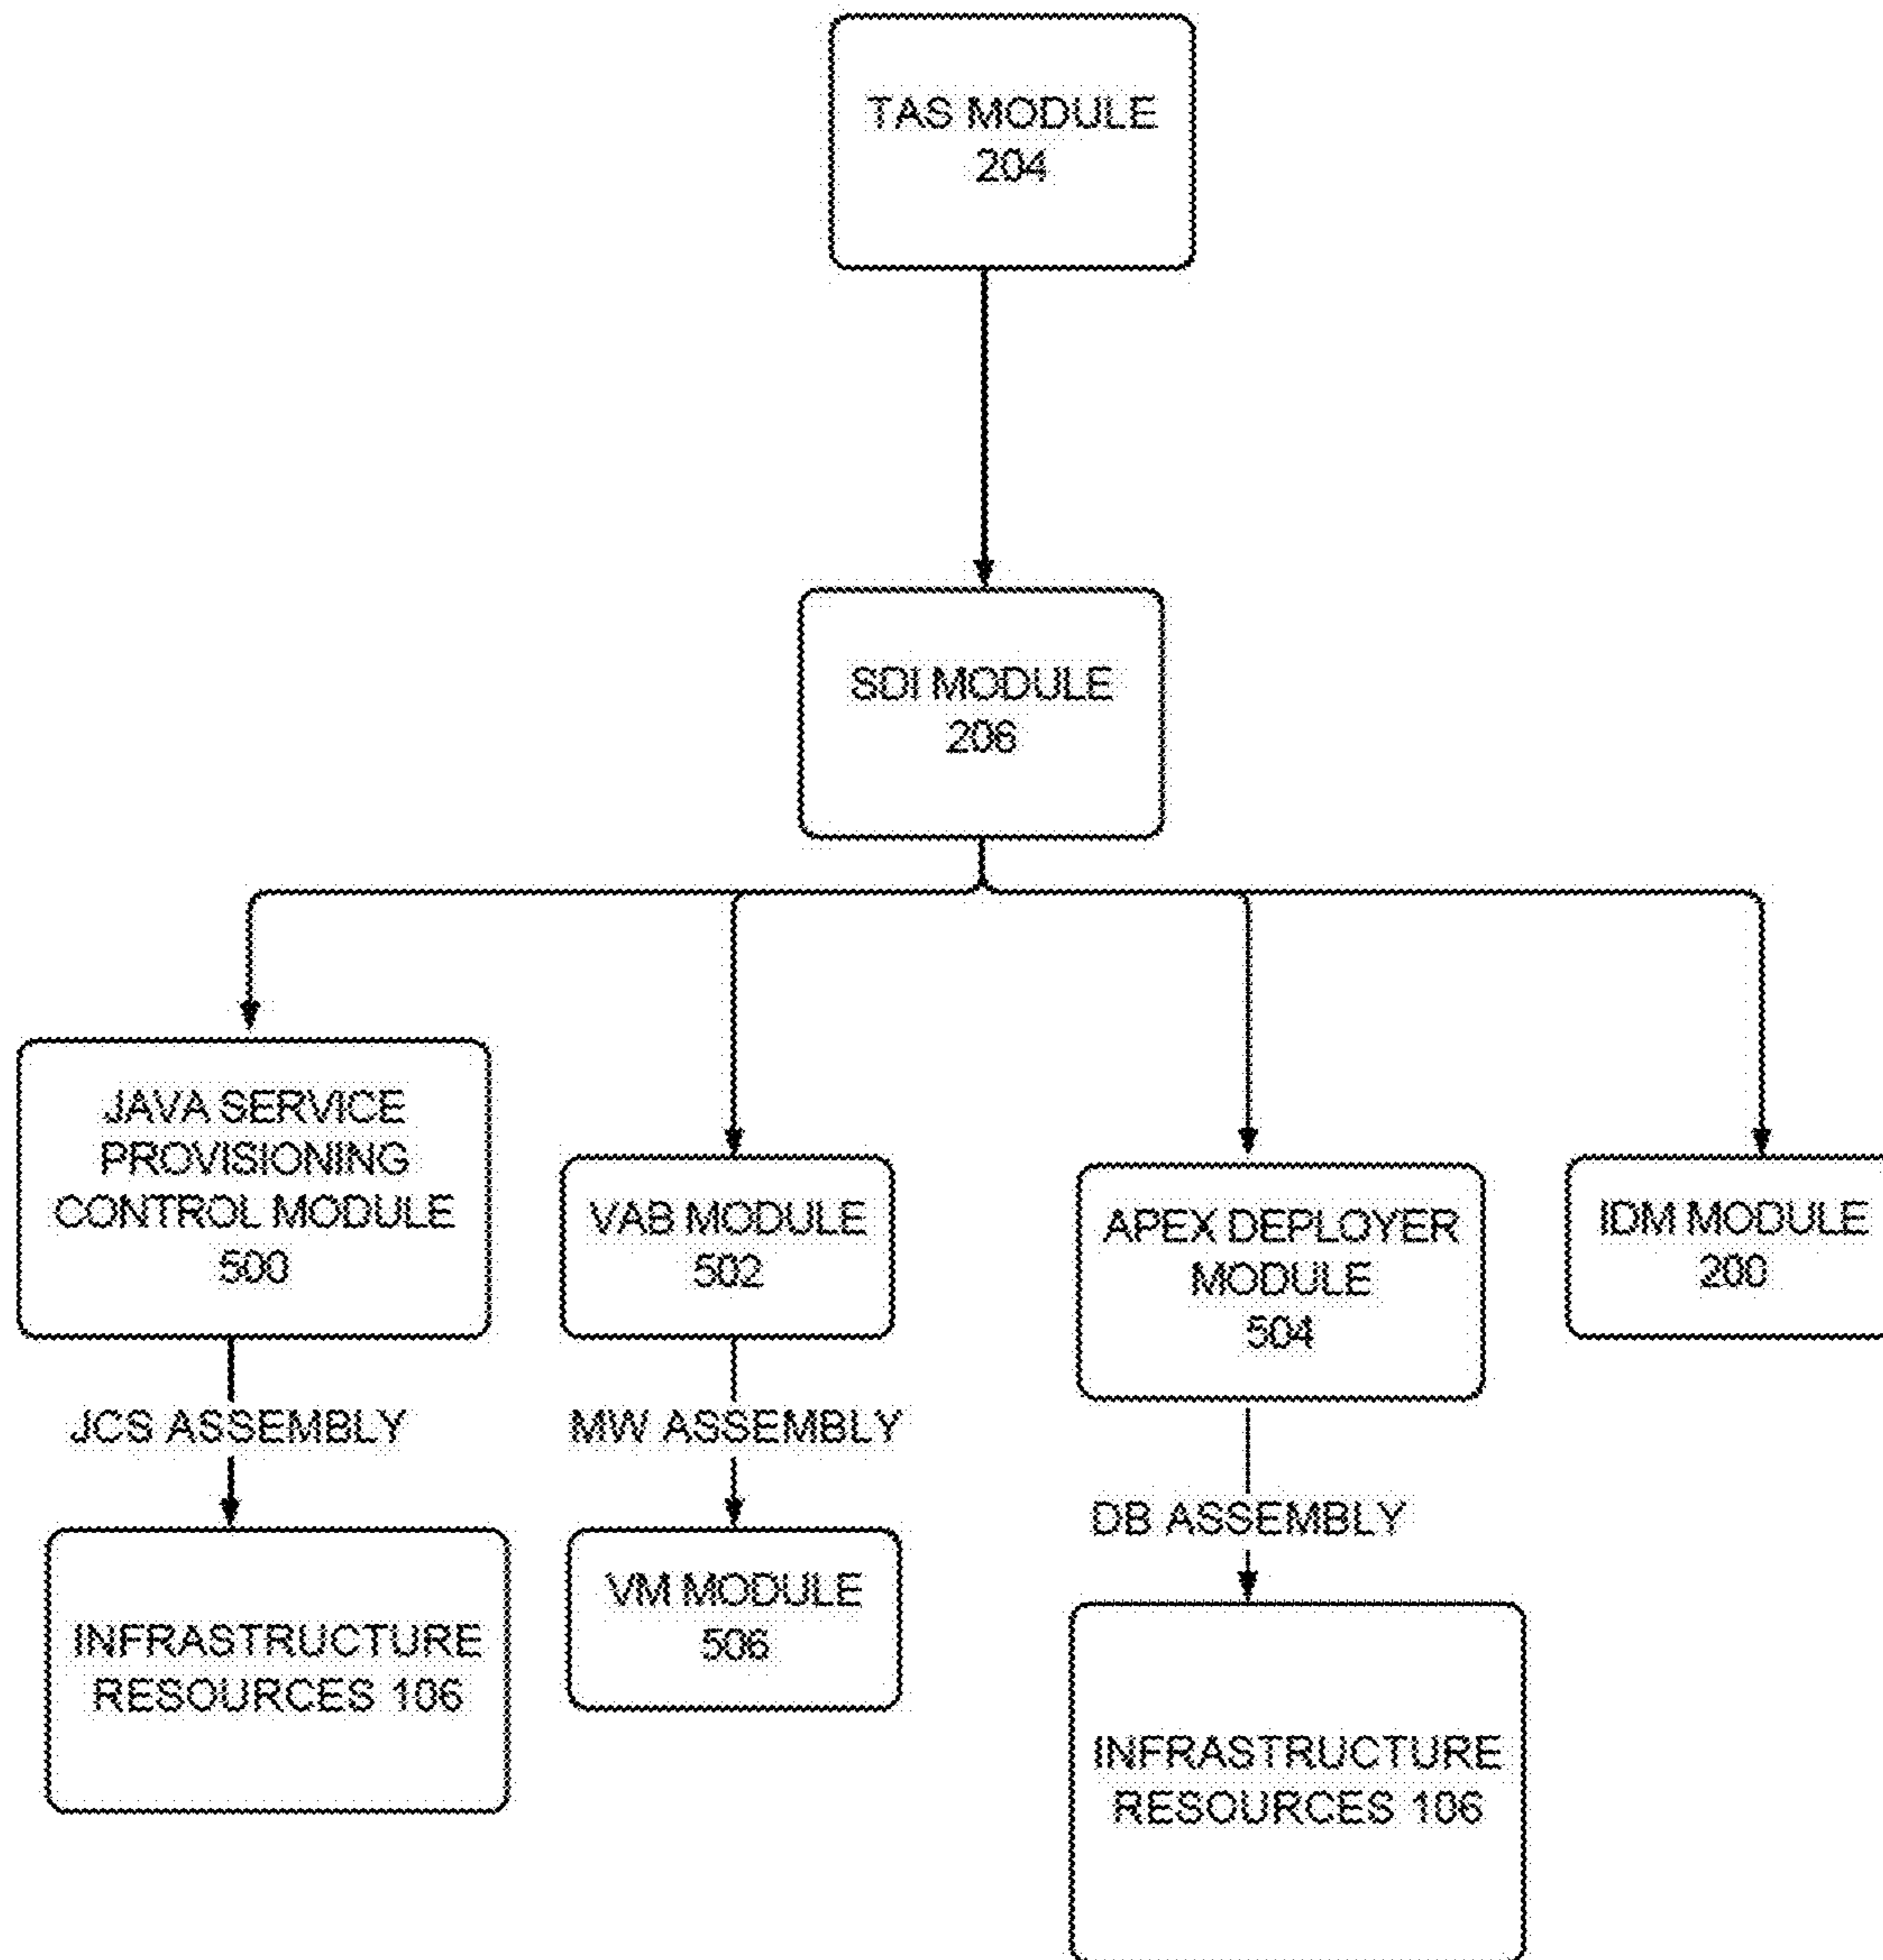 TAS MODULE
204
SDI MODULE
206
JAVA SERVICE
PROVISIONING
CONTROL MODULE
500
VAB MODULE
502
APEX DEPLOYER
MODULE
504
IDM MODULE
200
JCS ASSEMBLY
MW ASSEMBLY
DB ASSEMBLY
INFRASTRUCTURE
RESOURCES 106
VM MODULE
506
INFRASTRUCTURE
RESOURCES 106